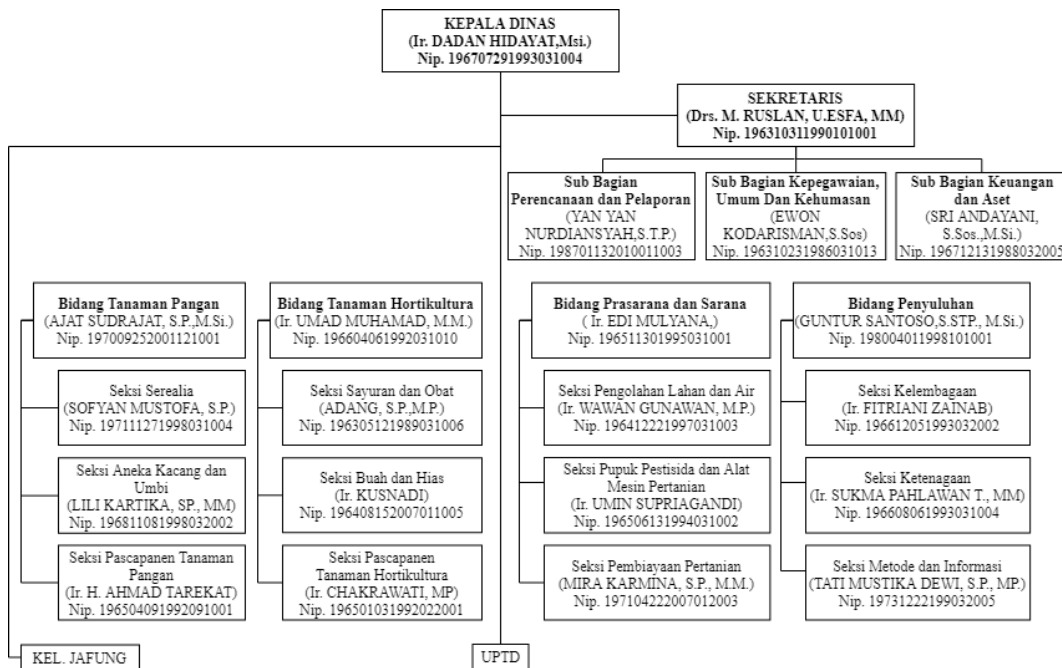 KEPALA DINAS
(Ir. DADAN HIDAYAT,Msi.)
Nip. 196707291993031004
SEKRETARIS
(Drs. M. RUSLAN, U.ESFA, MM)
Nip. 196310311990101001
Sub Bagian
Perencanaan dan Pelaporan
(YAN YAN
NURDIANSYAH,S.T.P.)
Nip. 198701132010011003
Sub Bagian Kepegawaian,
Umum Dan Kehumasan
(EWON
KODARISMAN,S.Sos)
Nip. 196310231986031013
Sub Bagian Keuangan
dan Aset
(SRI ANDAYANI,
S.Sos.,M.Si.)
Nip. 196712131988032005
Bidang Tanaman Pangan
(AJAT SUDRAJAT, S.P.,M.Si.)
Nip. 197009252001121001
Seksi Serealia
(SOFYAN MUSTOFA, S.P.)
Nip. 197111271998031004
Seksi Aneka Kacang dan
Umbi
(LILI KARTIKA, SP., MM)
Nip. 196811081998032002
Seksi Pascapanen Tanaman
Pangan
(Ir. H. AHMAD TAREKAT)
Nip. 196504091992091001
Bidang Tanaman Hortikultura
(Ir. UMAD MUHAMAD, M.M.)
Nip. 196604061992031010
Seksi Sayuran dan Obat
(ADANG, S.P.,M.P.)
Nip. 196305121989031006
Seksi Buah dan Hias
(Ir. KUSNADI)
Nip. 196408152007011005
Seksi Pascapanen
Tanaman Hortikultura
(Ir. CHAKRAWATI, MP)
Nip. 196501031992022001
Bidang Prasarana dan Sarana
( Ir. EDI MULYANA,)
Nip. 196511301995031001
Seksi Pengolahan Lahan dan Air
(Ir. WAWAN GUNAWAN, M.P.)
Nip. 196412221997031003
Seksi Pupuk Pestisida dan Alat
Mesin Pertanian
(Ir. UMIN SUPRIAGANDI)
Nip. 196506131994031002
Seksi Pembiayaan Pertanian
(MIRA KARMINA, S.P., M.M.)
Nip. 197104222007012003
Bidang Penyuluhan
(GUNTUR SANTOSO,S.STP., M.Si.)
Nip. 198004011998101001
Seksi Kelembagaan
(Ir. FITRIANI ZAINAB)
Nip. 196612051993032002
Seksi Ketenagaan
(Ir. SUKMA PAHLAWAN T., MM)
Nip. 196608061993031004
Seksi Metode dan Informasi
(TATI MUSTIKA DEWI, S.P., MP.)
Nip. 19731222199032005
KEL. JAFUNG
UPTD